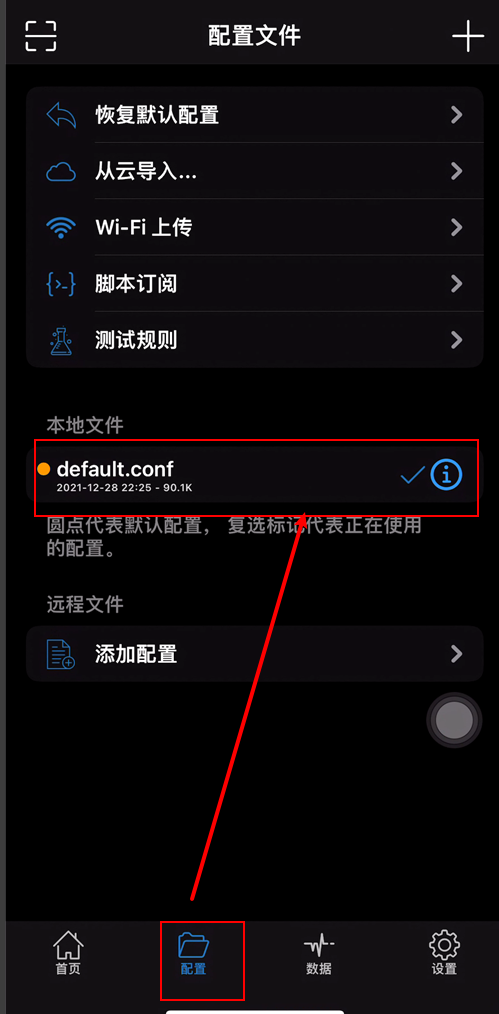 配置文件
恢复默认配置
从云导入...
Wi-Fi 上传
脚本订阅
测试规则
本地文件
default.conf
2021-12-28 22:25 - 90.1K
圆点代表默认配置， 复选标记代表正在使用
的配置。
远程文件
添加配置
首页
配置
数据
设置